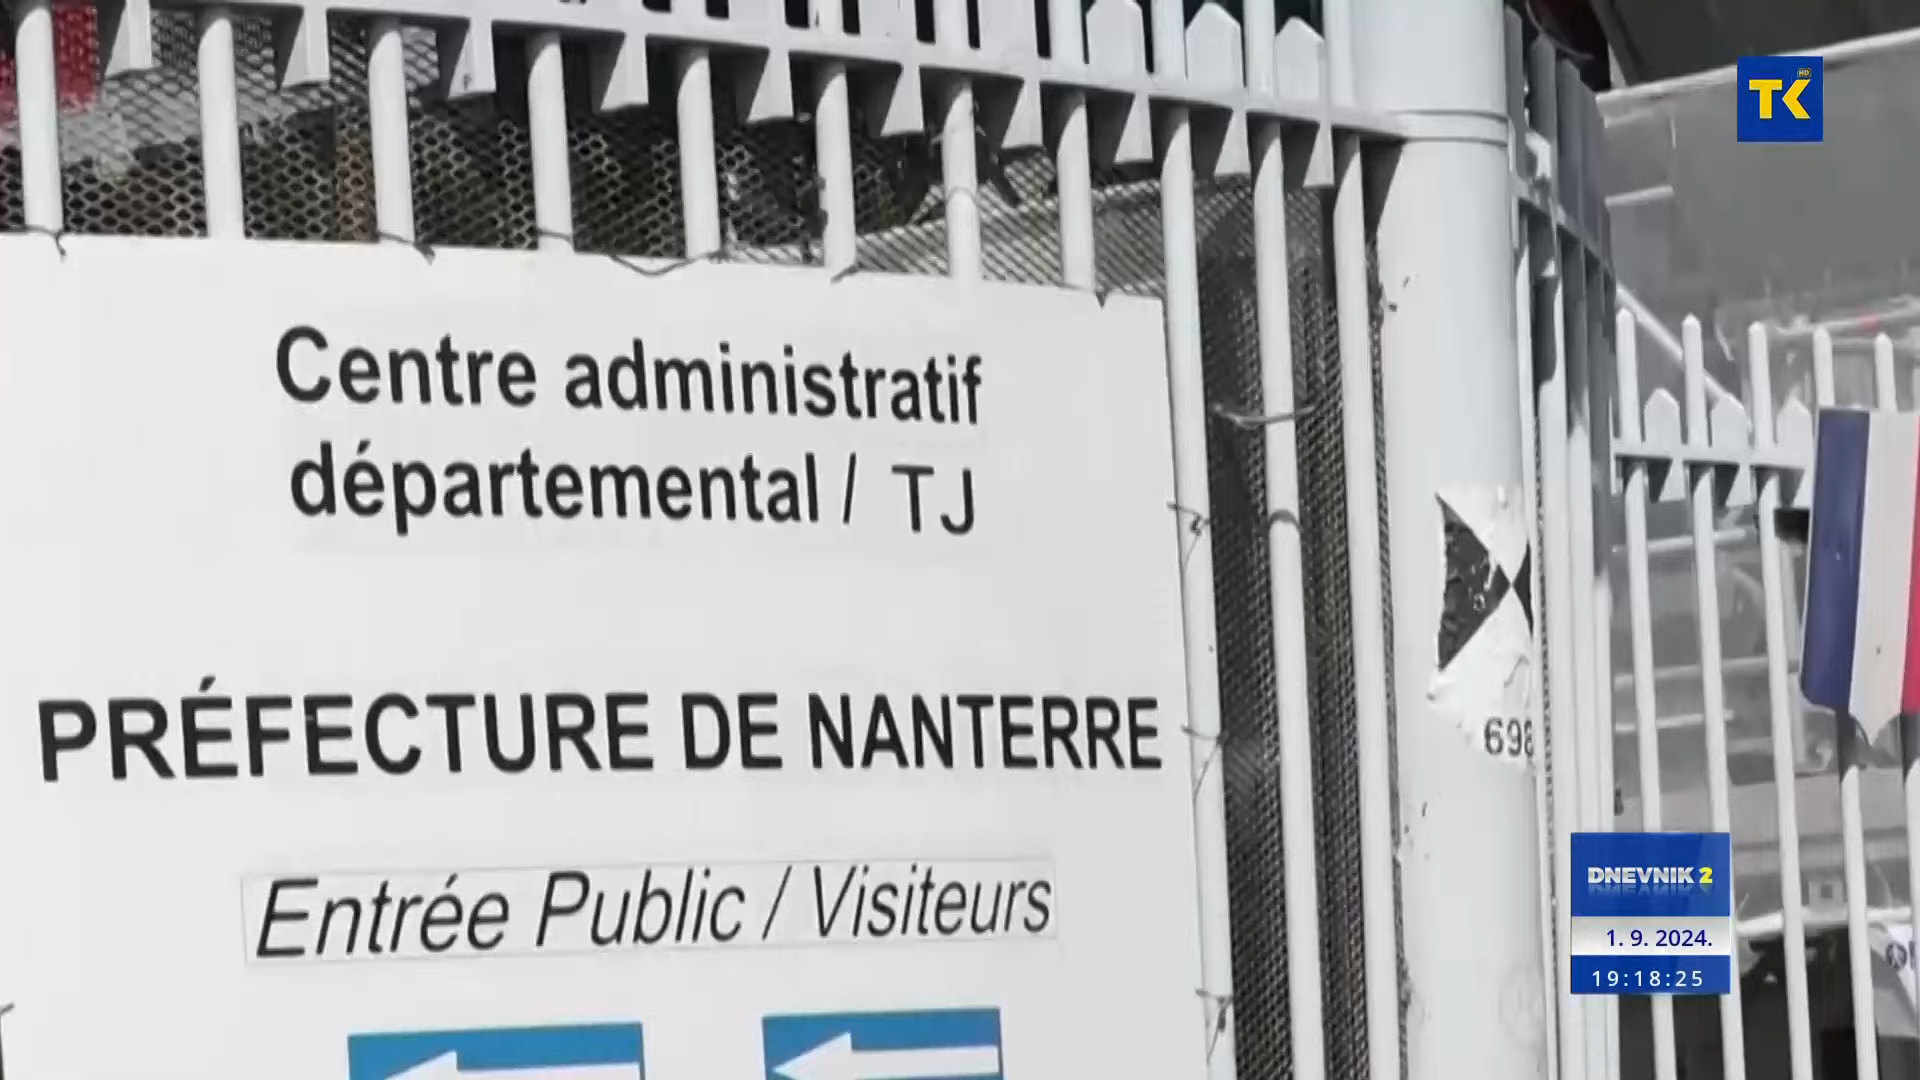 TK HD
Centre administratif
départemental / TJ
PRÉFECTURE DE NANTERRE
Entrée Public / Visiteurs
698
DNEVNIK 2
1. 9. 2024.
19:18:25